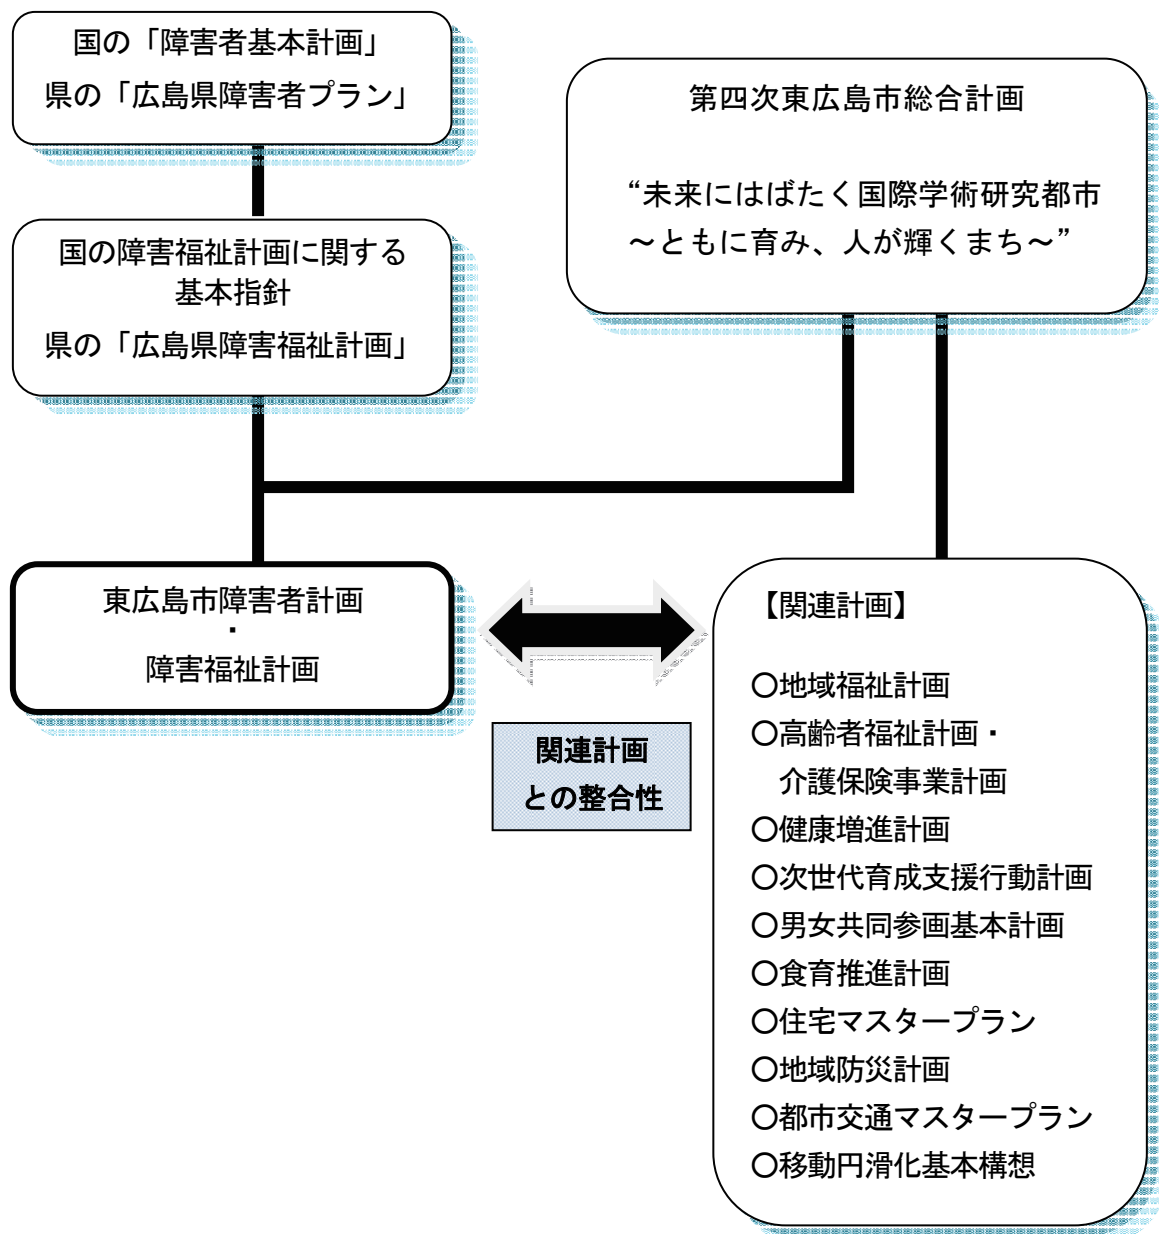 国の「障害者基本計画」
県の「広島県障害者プラン」
国の障害福祉計画に関する
基本指針
県の「広島県障害福祉計画」
第四次東広島市総合計画
“未来にはばたく国際学術研究都市
～ともに育み、人が輝くまち～”
東広島市障害者計画
・
障害福祉計画
関連計画
との整合性
【関連計画】
○地域福祉計画
○高齢者福祉計画・
介護保険事業計画
○健康増進計画
○次世代育成支援行動計画
○男女共同参画基本計画
○食育推進計画
○住宅マスタープラン
○地域防災計画
○都市交通マスタープラン
○移動円滑化基本構想